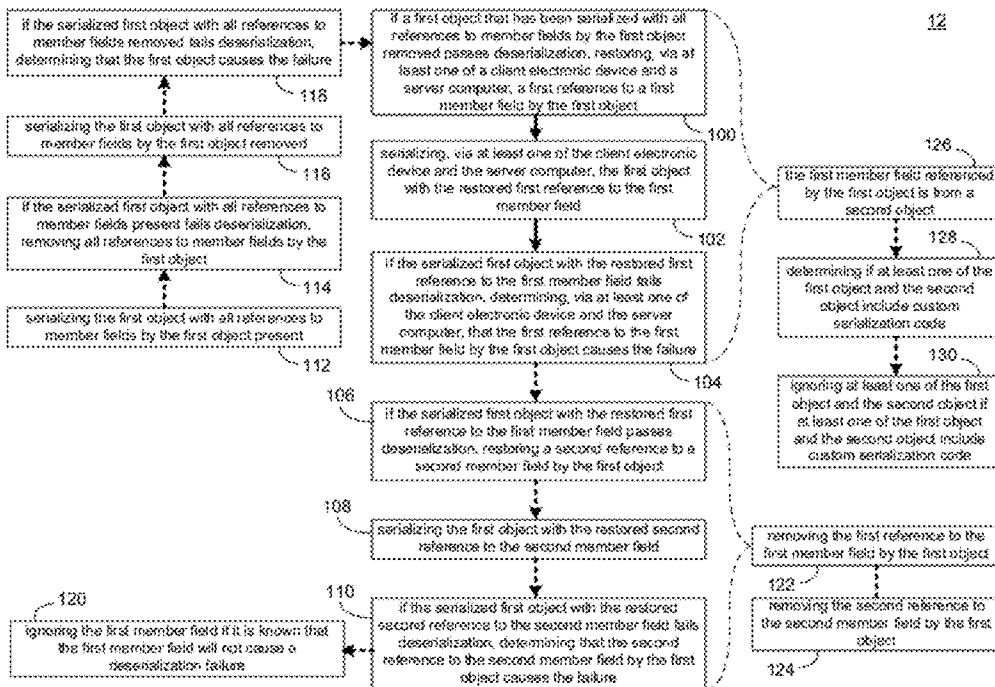 12
if the serialized first object with all references to
member fields removed fails deserialization,
determining that the first object causes the failure
118
serializing the first object with all references to
member fields by the first object removed
116
if the serialized first object with all references to
member fields present fails deserialization,
removing all references to member fields by the
first object
114
serializing the first object with all references to
member fields by the first object present
112
if a first object that has been serialized with all
references to member fields by the first object
removed passes deserialization, restoring, via at
least one of a client electronic device and a
server computer, a first reference to a first
member field by the first object
100
serializing, via at least one of the client electronic
device and the server computer, the first object
with the restored first reference to the first
member field
102
if the serialized first object with the restored first
reference to the first member field fails
deserialization, determining, via at least one of
the client electronic device and the server
computer, that the first reference to the first
member field by the first object causes the failure
104
106
if the serialized first object with the restored first
reference to the first member field passes
deserialization, restoring a second reference to a
second member field by the first object
108
serializing the first object with the restored second
reference to the second member field
110
if the serialized first object with the restored
second reference to the second member field fails
deserialization, determining that the second
reference to the second member field by the first
object causes the failure
120
ignoring the first member field if it is known that
the first member field will not cause a
deserialization failure
126
the first member field referenced
by the first object is from a
second object
128
determining if at least one of the
first object and the second
object include custom
serialization code
130
ignoring at least one of the first
object and the second object if
at least one of the first object
and the second object include
custom serialization code
removing the first reference to the
first member field by the first object
122
removing the second reference to
the second member field by the first
object
124